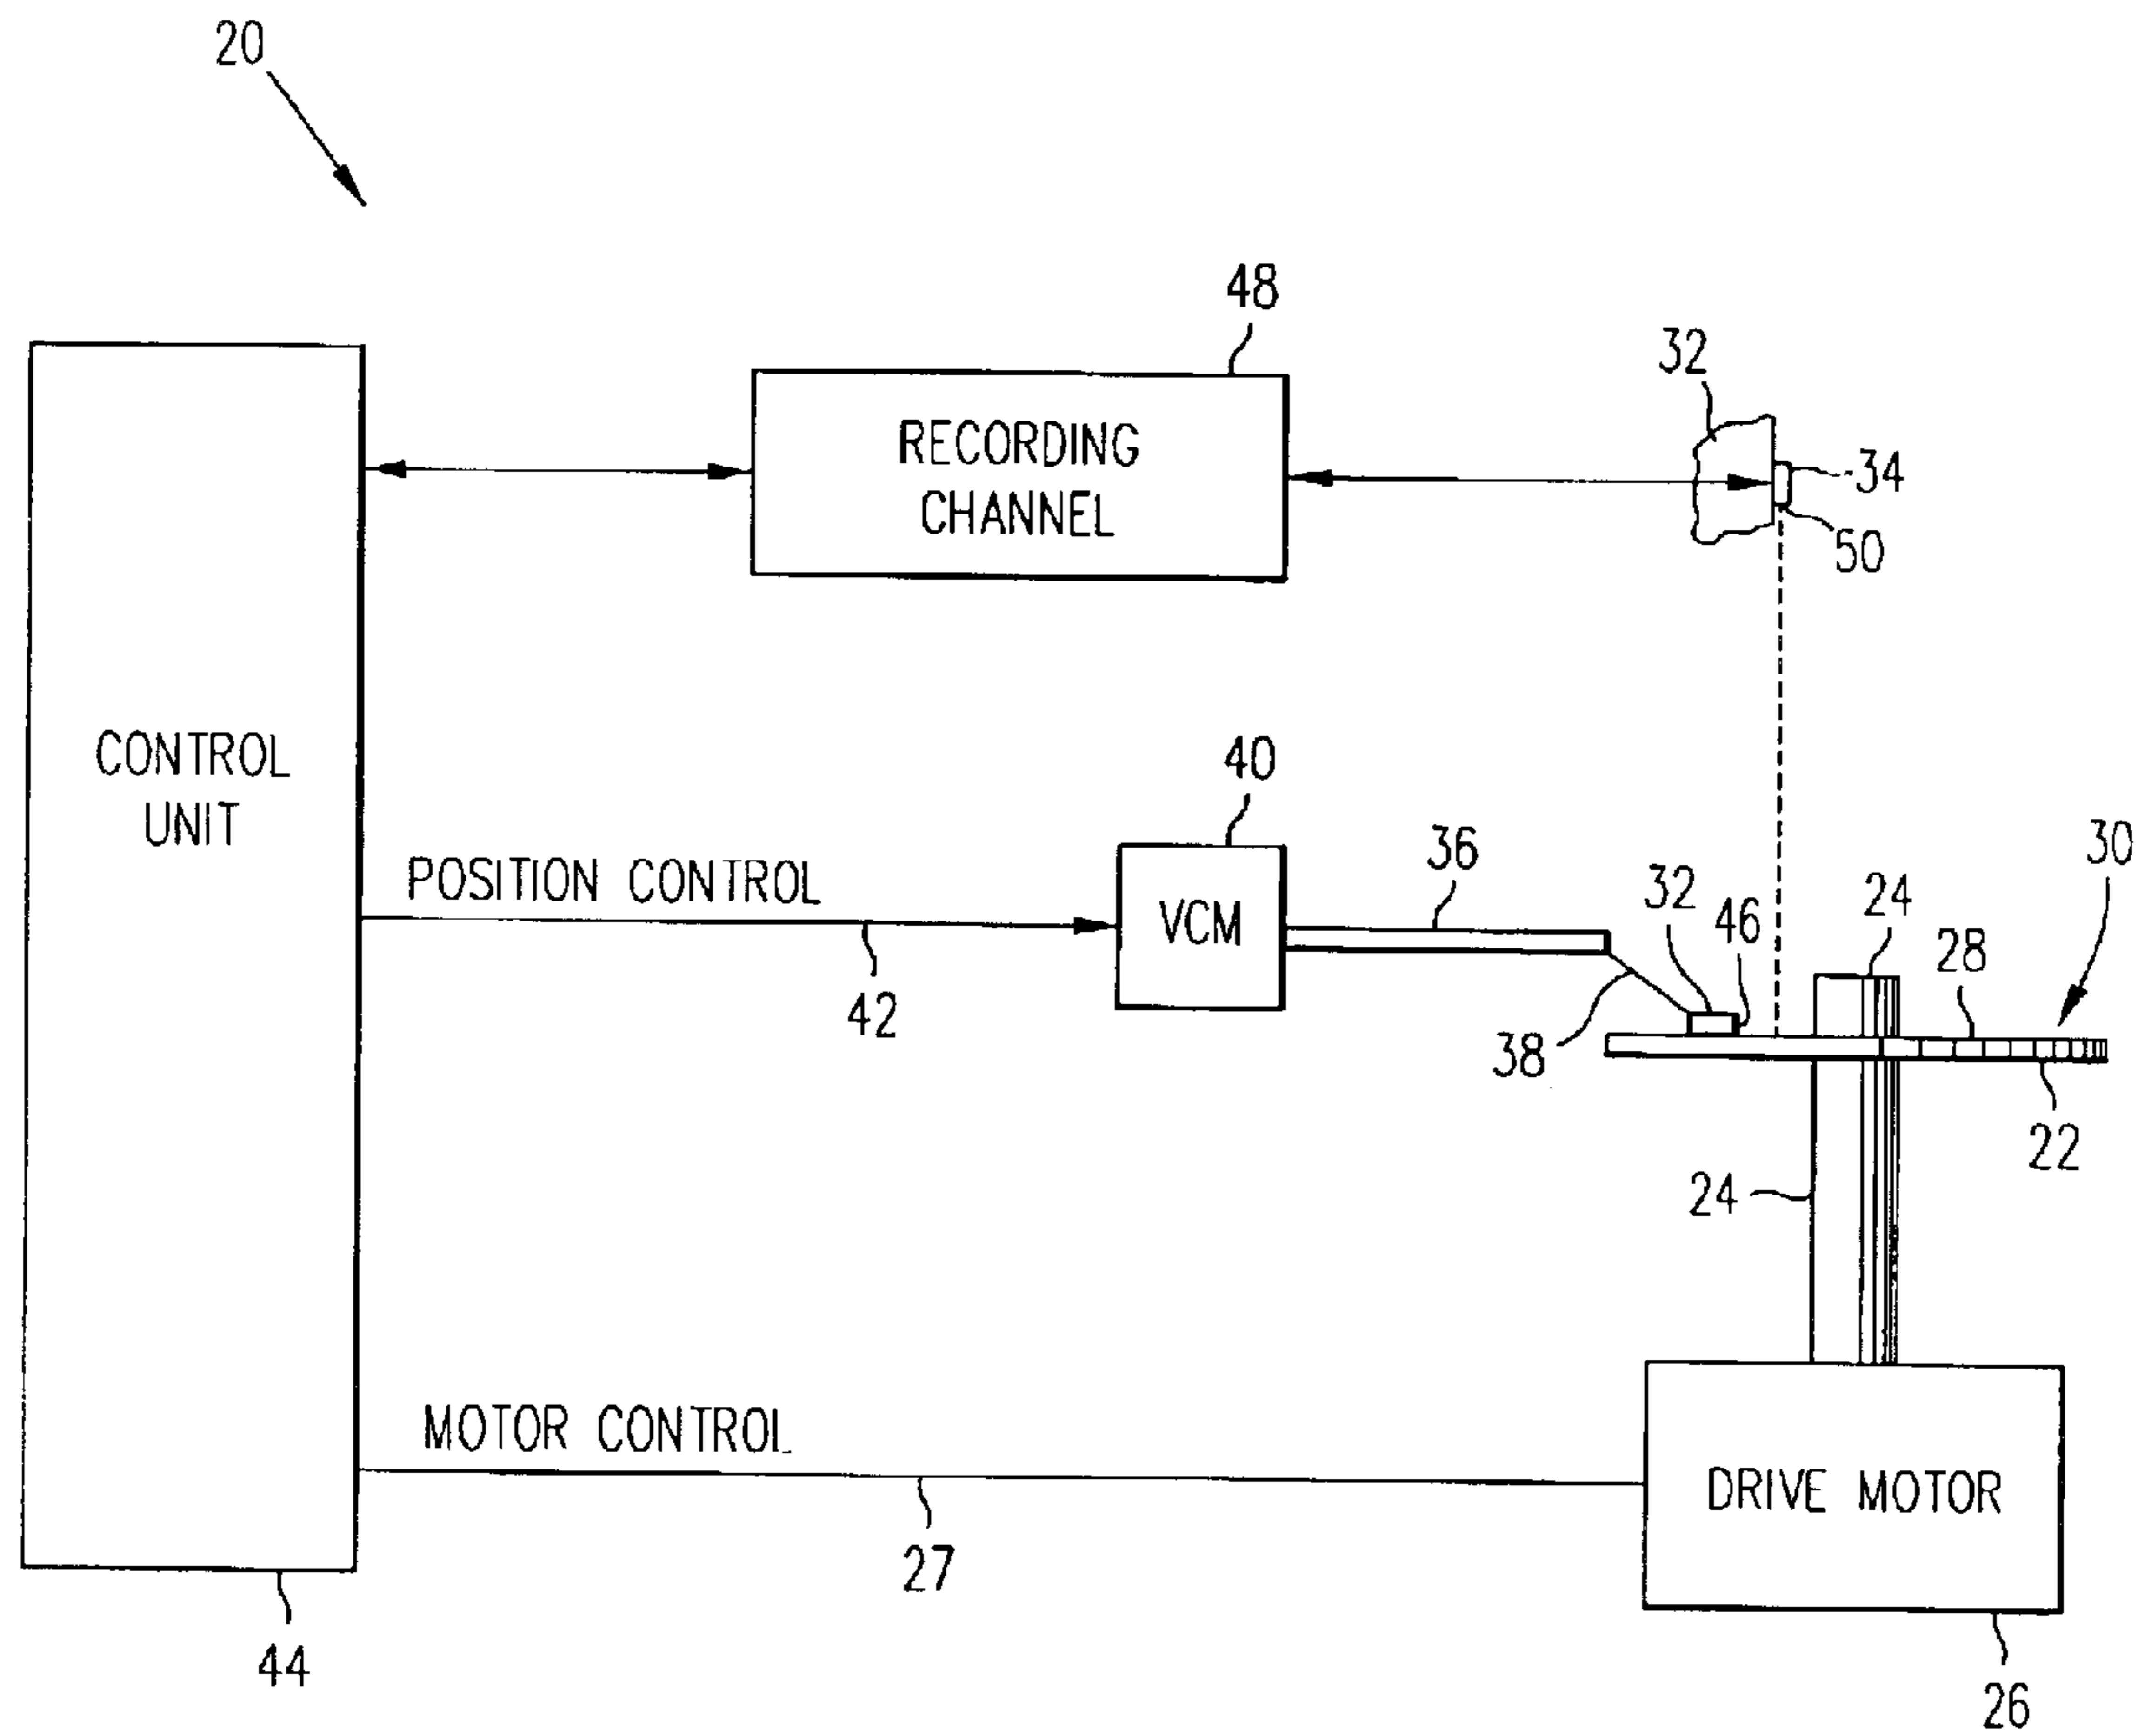 20
48
32
RECORDING
CHANNEL
34
50
CONTROL
UNIT
40
POSITION CONTROL
36
30
32
46
24
28
VCM
42
38
22
24
MOTOR CONTROL
DRIVE MOTOR
27
44
26